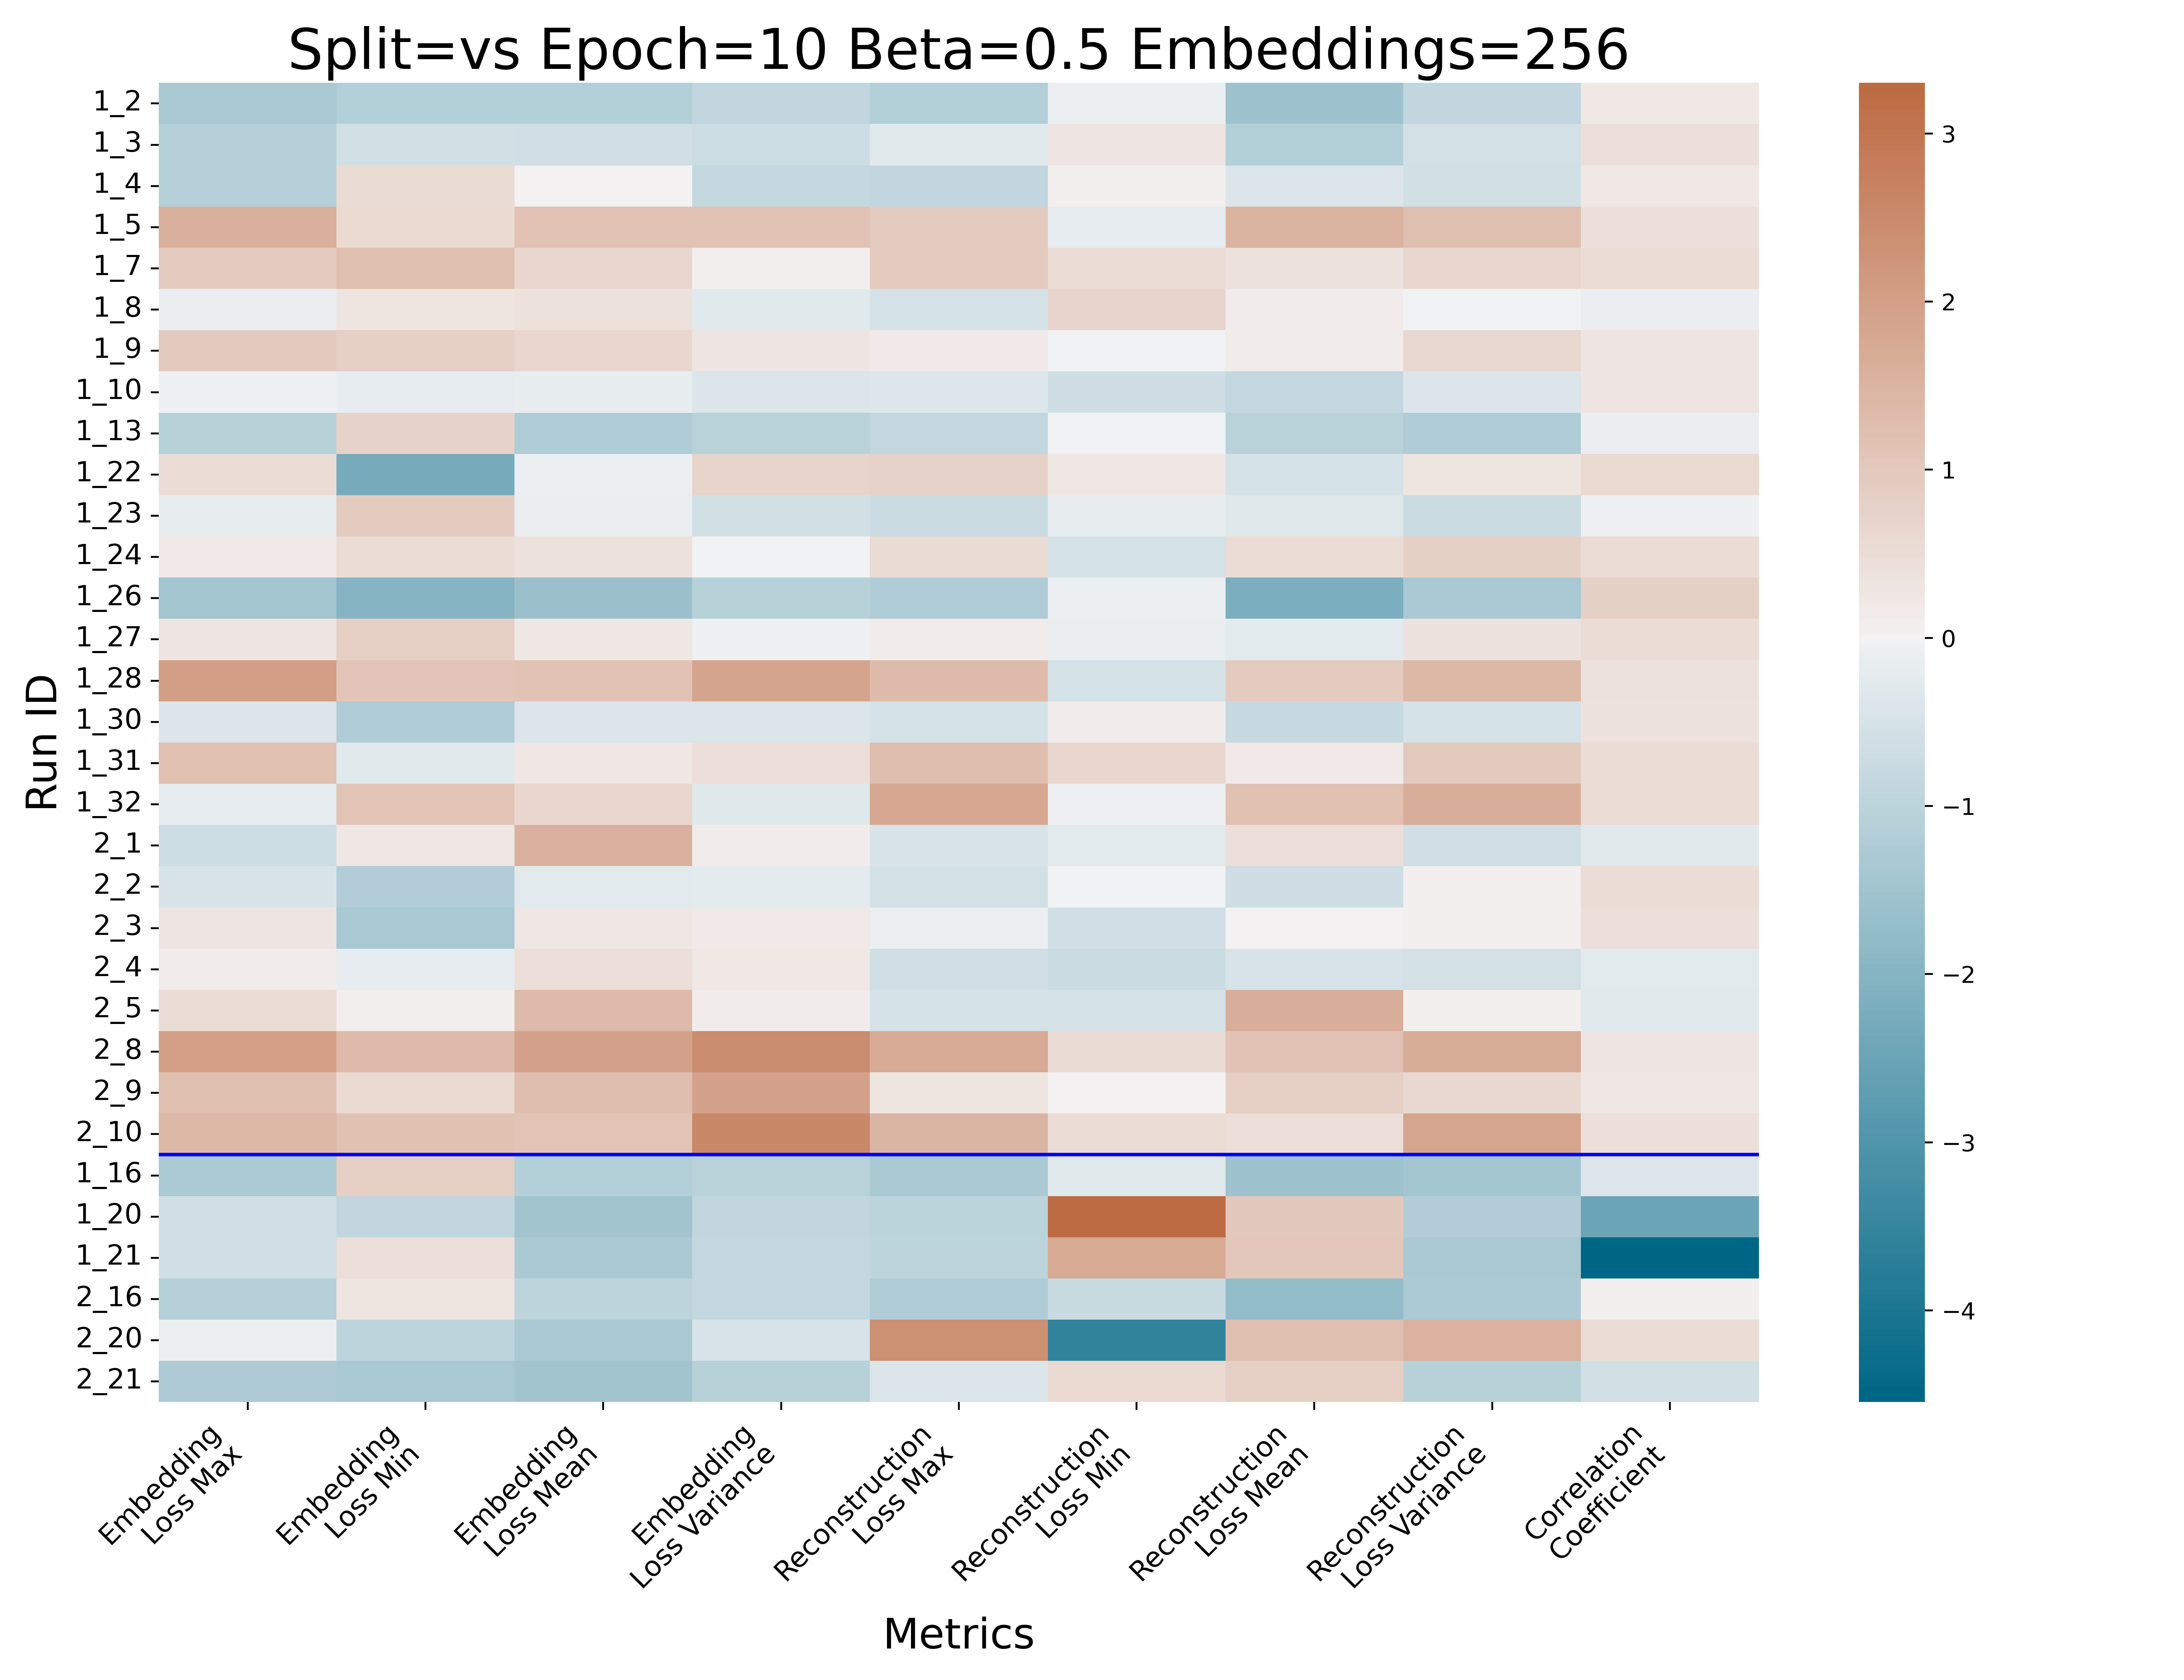 Split=vs Epoch=10 Beta=0.5 Embeddings=256
Run ID
1_2
1_3
1_4
1_5
1_7
1_8
1_9
1_10
1_13
1_22
1_23
1_24
1_26
1_27
1_28
1_30
1_31
1_32
2_1
2_2
2_3
2_4
2_5
2_8
2_9
2_10
1_16
1_20
1_21
2_16
2_20
2_21
Embedding
Loss Max
Embedding
Loss Min
Embedding
Loss Mean
Embedding
Loss Variance
Reconstruction
Loss Max
Reconstruction
Loss Min
Reconstruction
Loss Mean
Reconstruction
Loss Variance
Correlation
Coefficient
Metrics
3
2
1
0
−1
−2
−3
−4